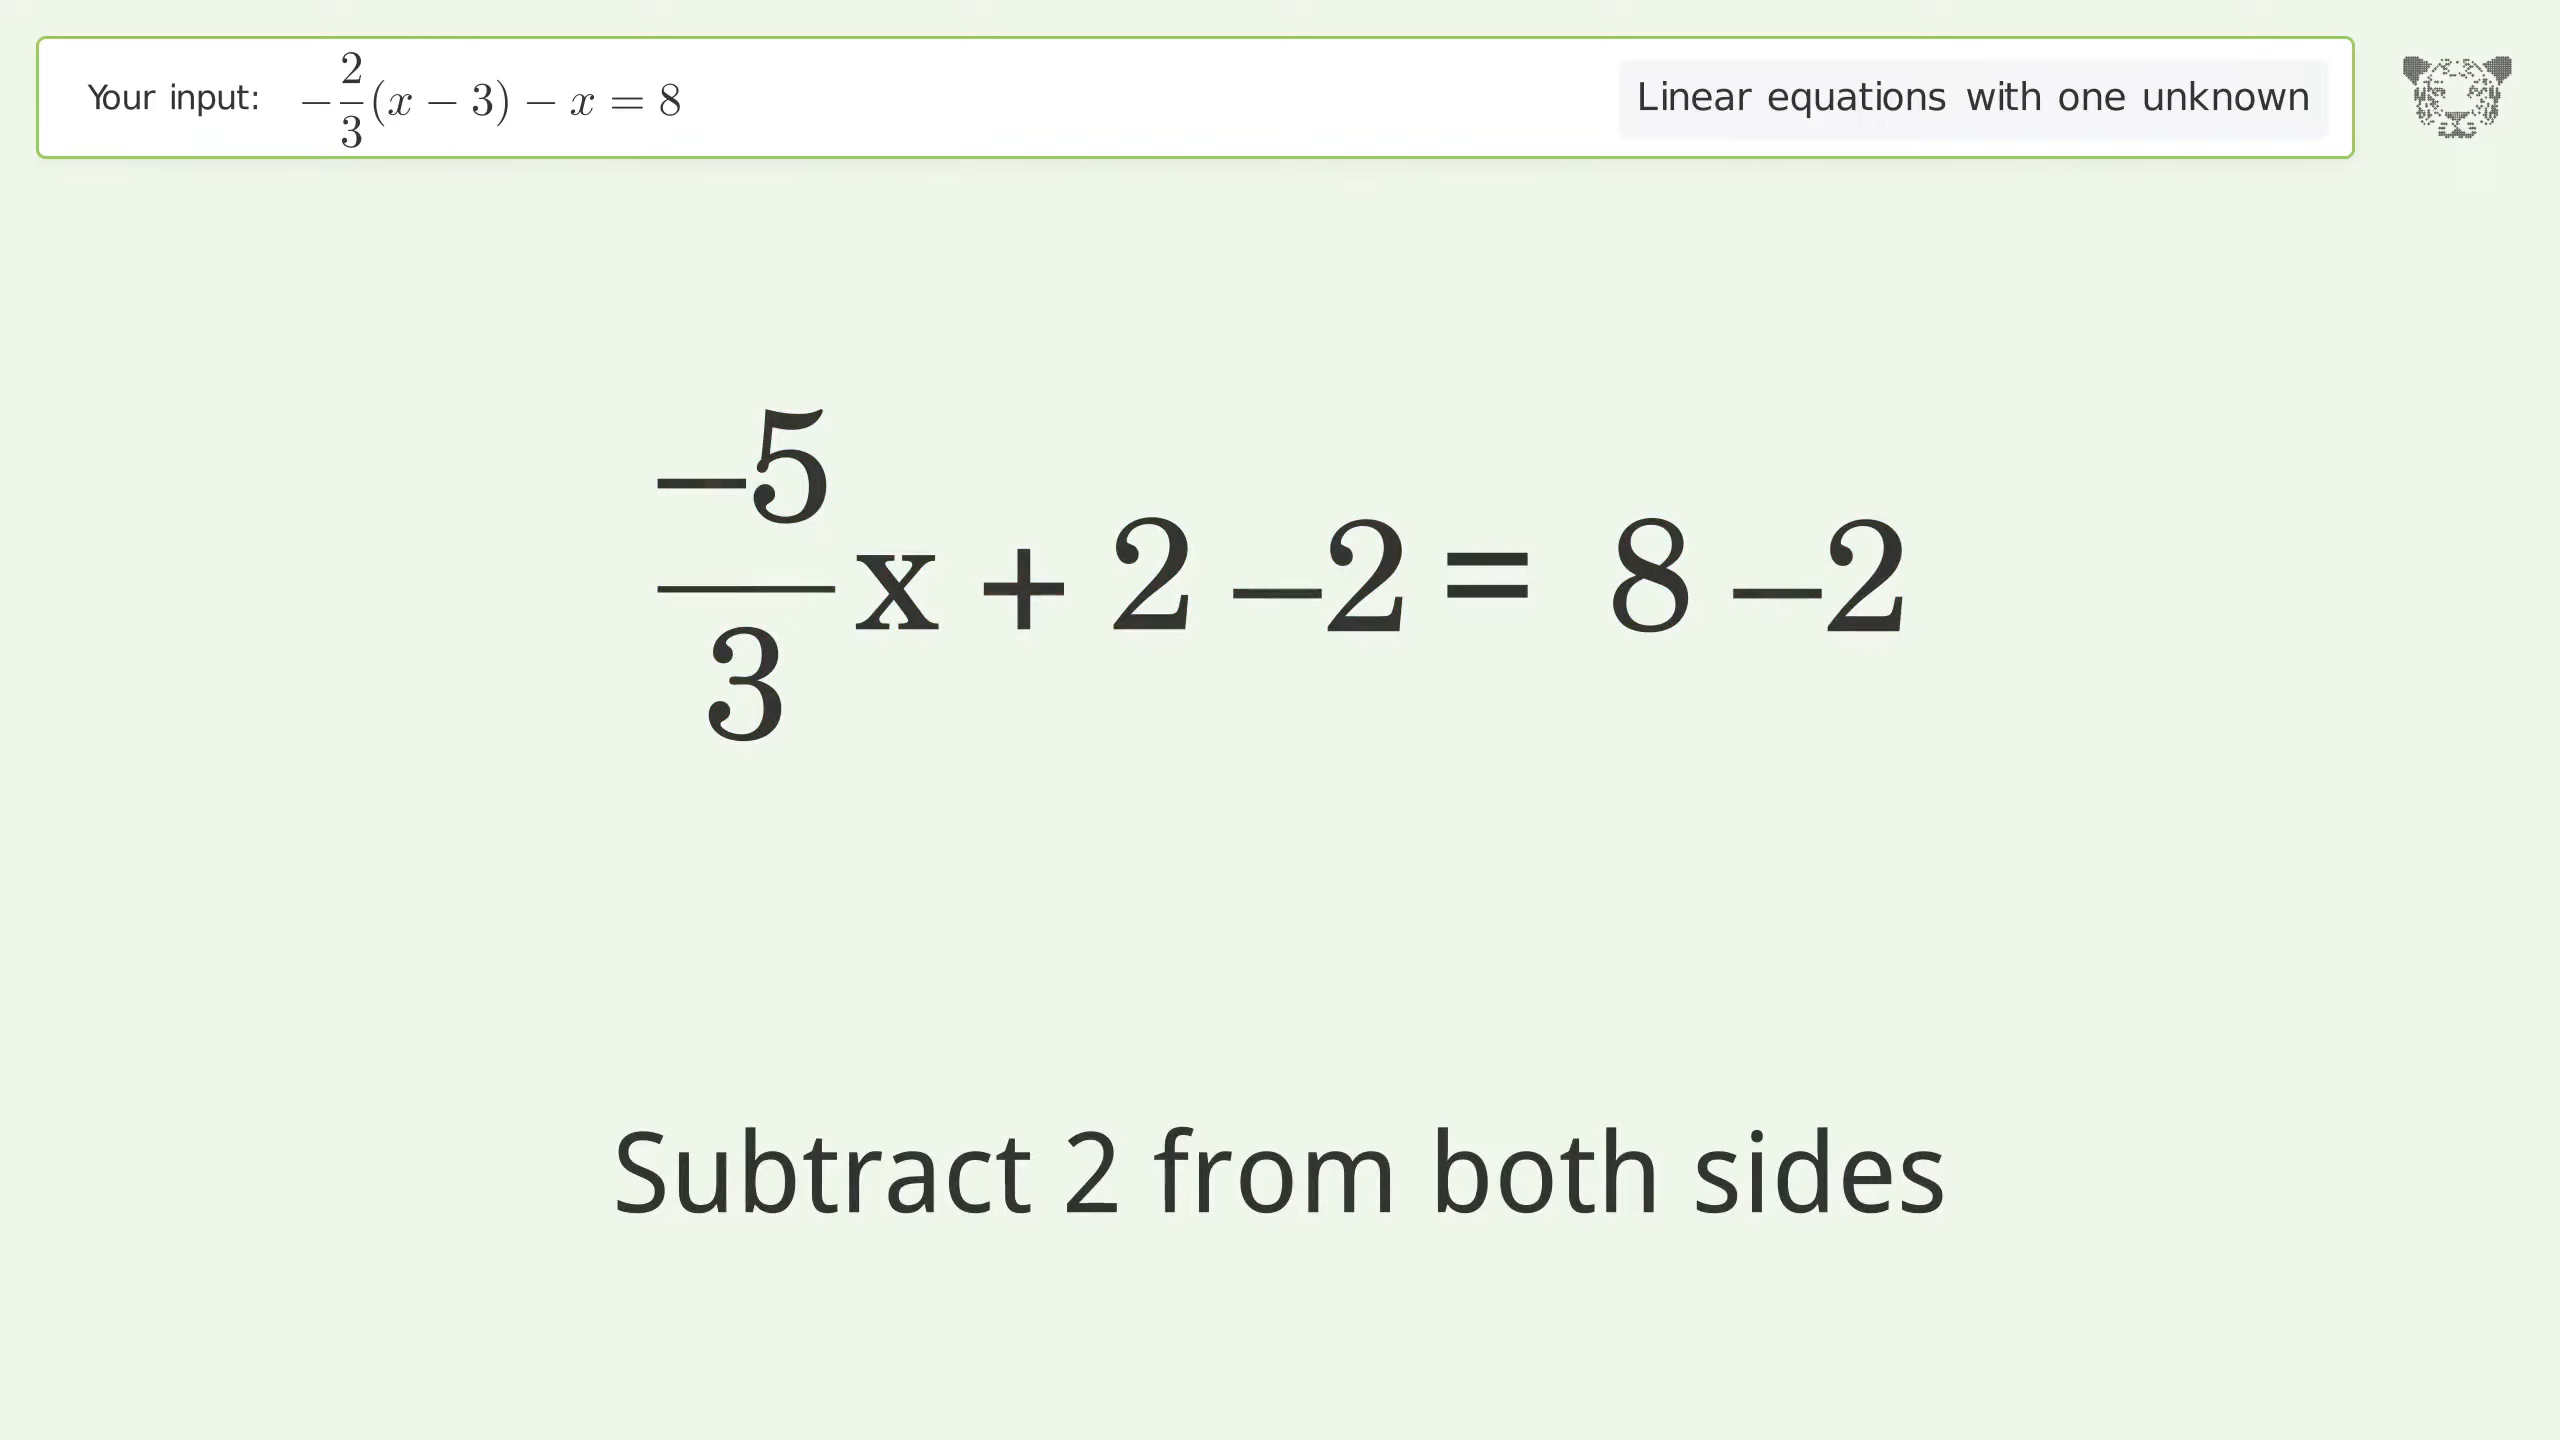 Your input: −2/3(x − 3) − x = 8
Linear equations with one unknown
−5/3 x + 2 −2 = 8 −2
Subtract 2 from both sides